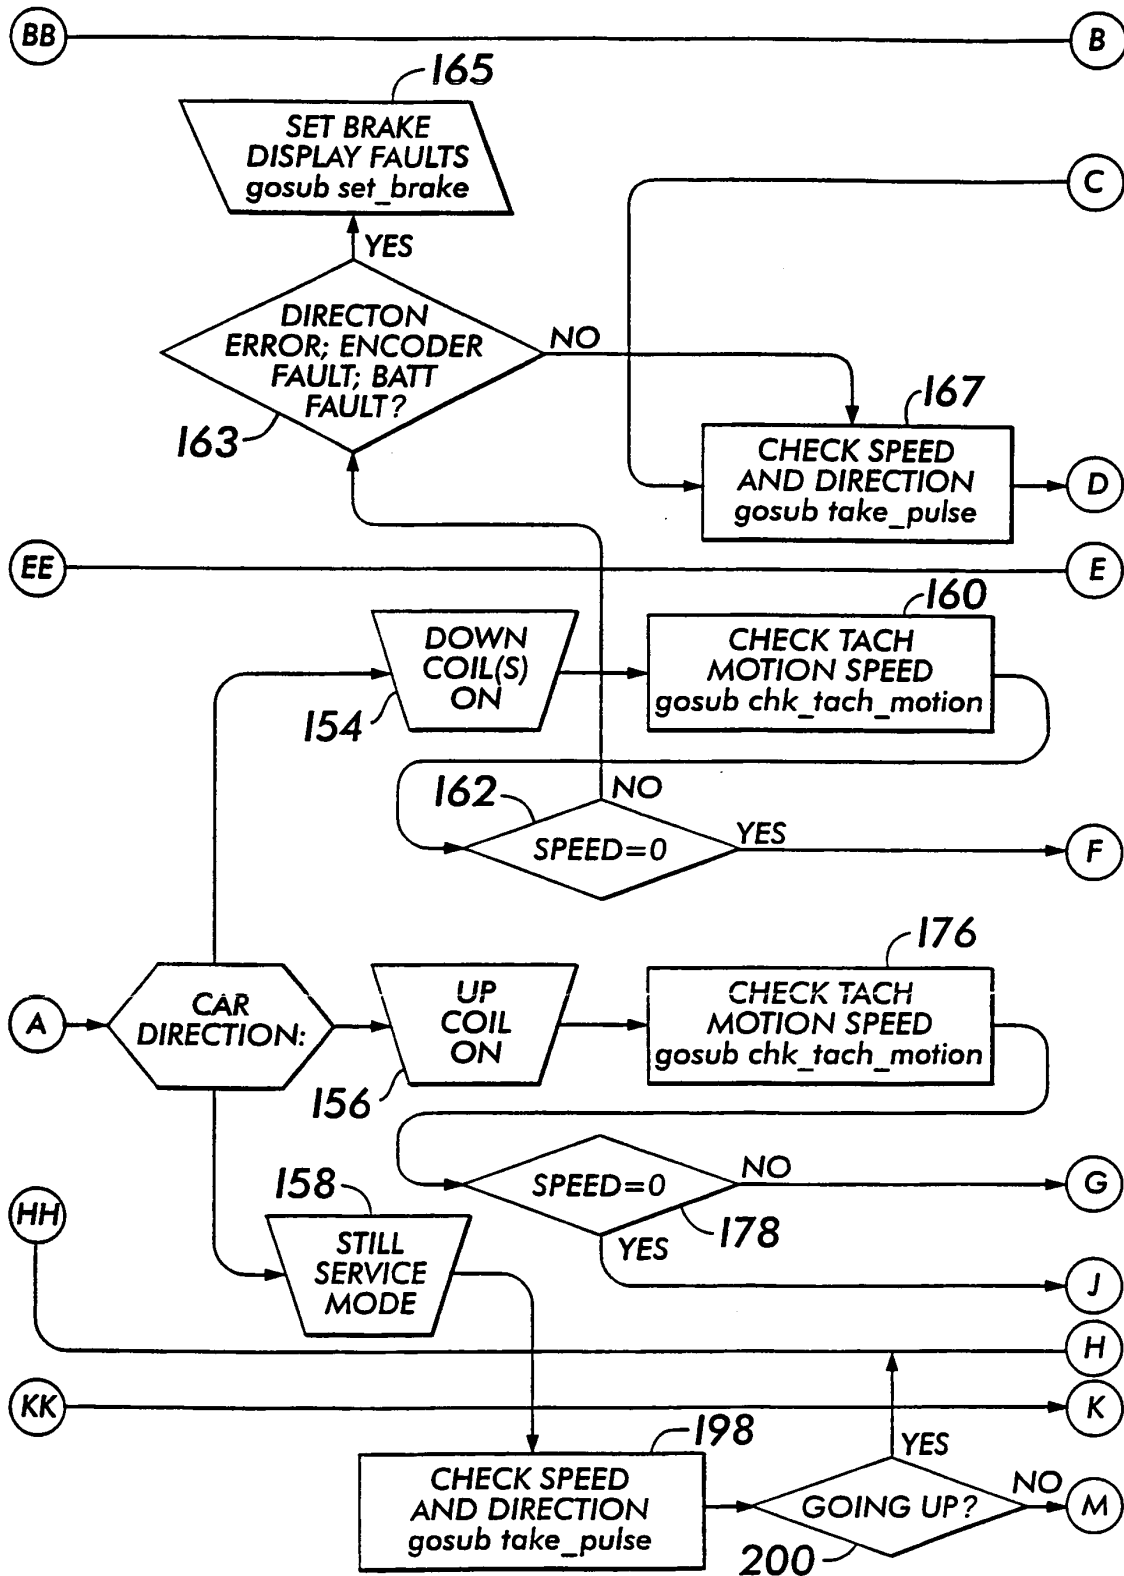 BB
B
165
SET BRAKE
DISPLAY FAULTS
gosub set_brake
C
YES
DIRECTON
ERROR; ENCODER
FAULT; BATT
FAULT?
NO
163
167
CHECK SPEED
AND DIRECTION
gosub take_pulse
D
EE
E
160
DOWN
COIL(S)
ON
154
CHECK TACH
MOTION SPEED
gosub chk_tach_motion
162
NO
SPEED=0
YES
F
176
A
CAR
DIRECTION:
UP
COIL
ON
156
CHECK TACH
MOTION SPEED
gosub chk_tach_motion
SPEED=0
NO
G
178
YES
J
HH
158
STILL
SERVICE
MODE
H
KK
K
198
CHECK SPEED
AND DIRECTION
gosub take_pulse
YES
GOING UP?
NO
M
200